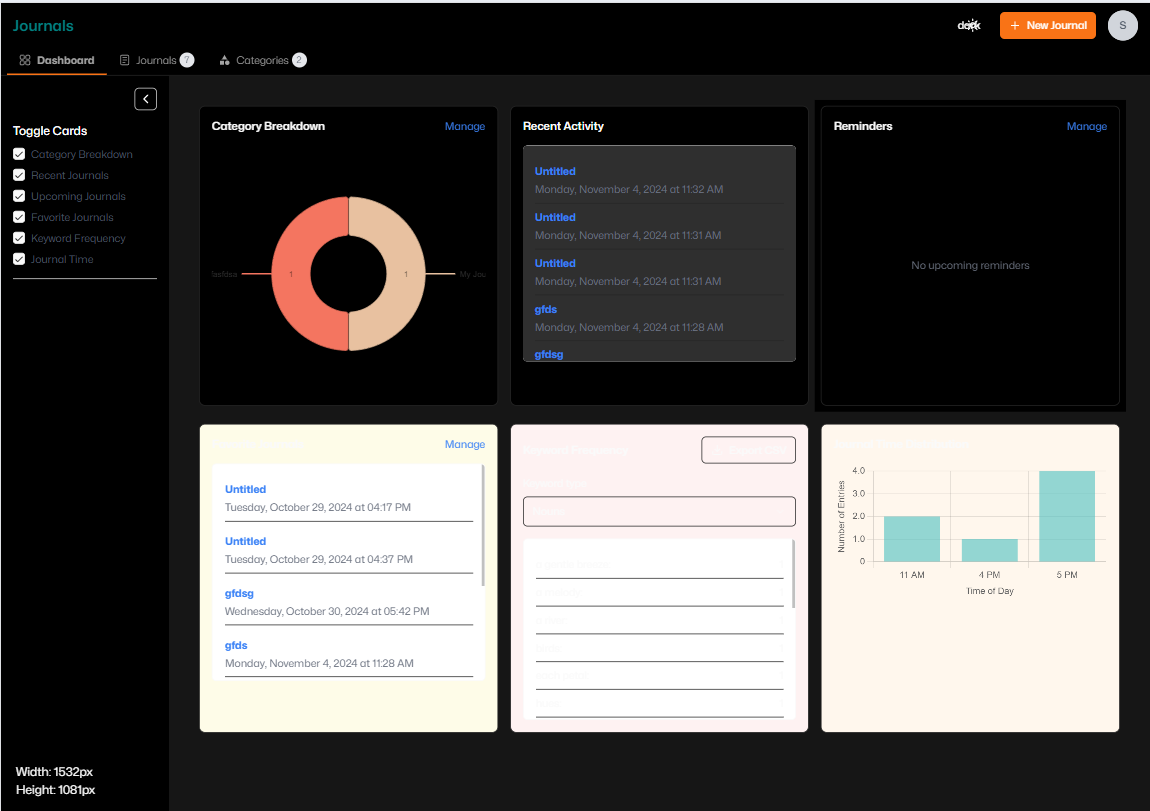 Journals
dark
New Journal
S
Dashboard
Journals 7
Categories 2
Toggle Cards
Category Breakdown
Recent Journals
Upcoming Journals
Favorite Journals
Keyword Frequency
Journal Time
Width: 1532px
Height: 1081px
Category Breakdown
Manage
1
1
My Jou
Recent Activity
Untitled
Monday, November 4, 2024 at 11:32 AM
Untitled
Monday, November 4, 2024 at 11:31 AM
Untitled
Monday, November 4, 2024 at 11:31 AM
gfds
Monday, November 4, 2024 at 11:28 AM
gfdsg
Reminders
Manage
No upcoming reminders
Manage
Untitled
Tuesday, October 29, 2024 at 04:17 PM
Untitled
Tuesday, October 29, 2024 at 04:37 PM
gfdsg
Wednesday, October 30, 2024 at 05:42 PM
gfds
Monday, November 4, 2024 at 11:28 AM
Keyword Frequency
4.0
3.0
2.0
1.0
0
Number of Entries
11 AM
4 PM
5 PM
Time of Day